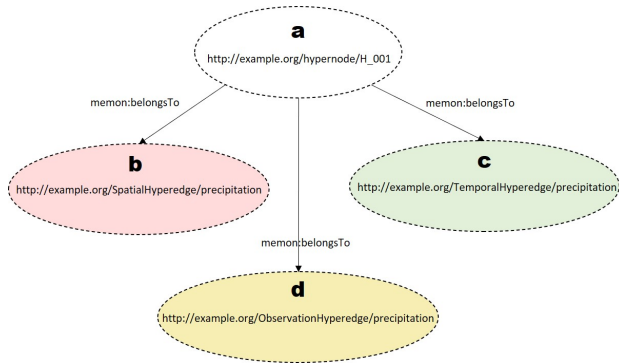 a
http://example.org/hypernode/H_001
memon:belongsTo
memon:belongsTo
b
http://example.org/SpatialHyperedge/precipitation
c
http://example.org/TemporalHyperedge/precipitation
memon:belongsTo
d
http://example.org/ObservationHyperedge/precipitation